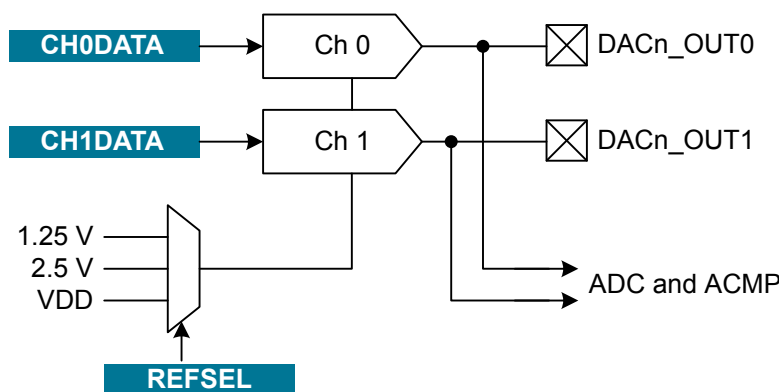 CH0DATA
Ch 0
DACn_OUT0
CH1DATA
Ch 1
DACn_OUT1
1.25 V
2.5 V
VDD
ADC and ACMP
REFSEL